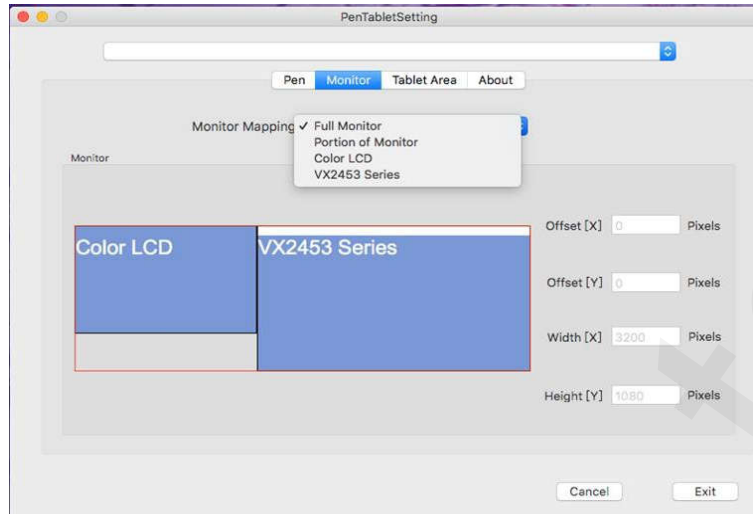 PenTabletSetting
Pen Monitor Tablet Area About
Monitor Mapping ✓ Full Monitor
Portion of Monitor
Color LCD
VX2453 Series
Monitor
Color LCD VX2453 Series
Offset [X] 0 Pixels
Offset [Y] 0 Pixels
Width [X] 3200 Pixels
Height [Y] 1080 Pixels
Cancel Exit